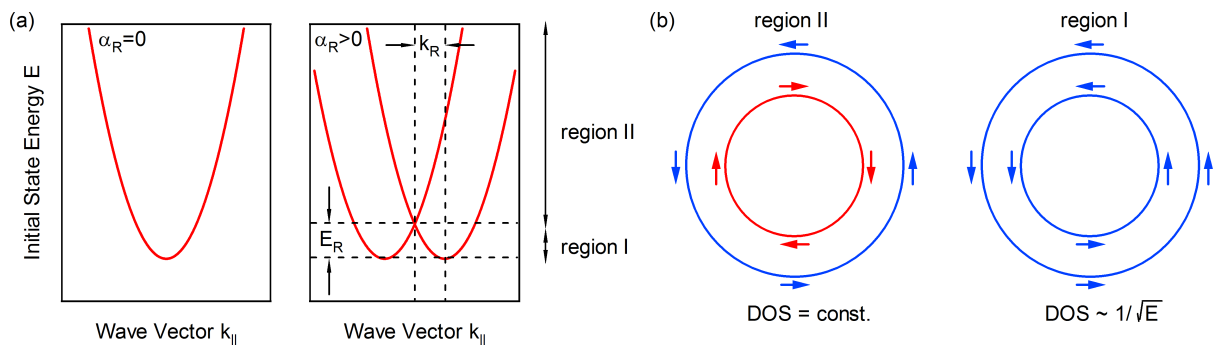 (a)
α_R=0
Initial State Energy E
Wave Vector k_||
α_R>0
k_R
E_R
Wave Vector k_||
region II
region I
(b)
region II
DOS = const.
region I
DOS ~ 1/√E